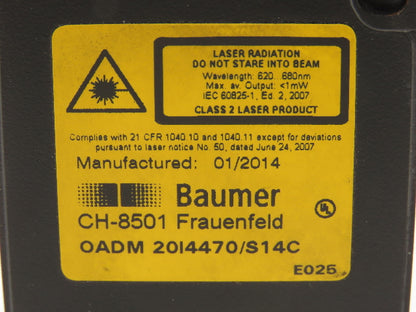 LASER RADIATION
DO NOT STARE INTO BEAM
Wavelength: 620...680nm
Max. av. Output: <1mW
IEC 60825-1, Ed. 2, 2007
CLASS 2 LASER PRODUCT
Complies with 21 CFR 1040.10 and 1040.11 except for deviations
pursuant to laser notice No. 50, dated June 24, 2007
Manufactured: 01/2014
Baumer
CH-8501 Frauenfeld
OADM 20I4470/S14C
E025